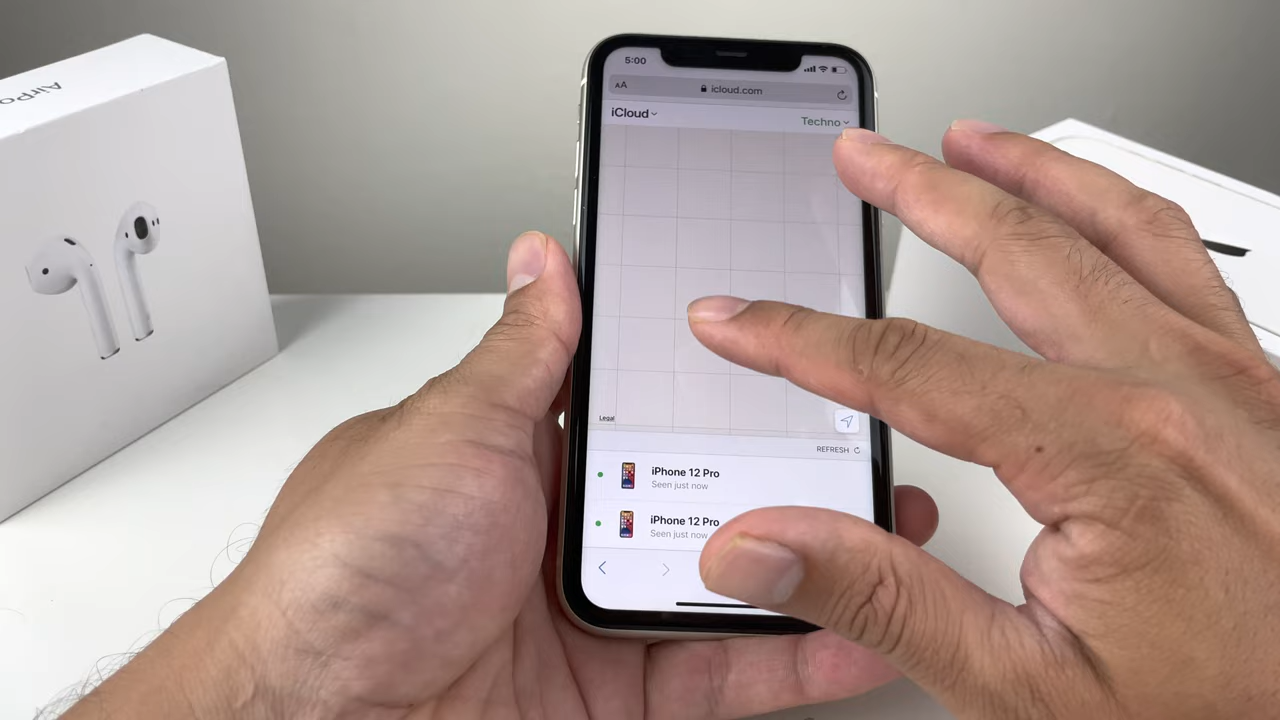 AirPo
5:00
AA
icloud.com
iCloud
Techno
Legal
REFRESH
iPhone 12 Pro
Seen just now
iPhone 12 Pro
Seen just now